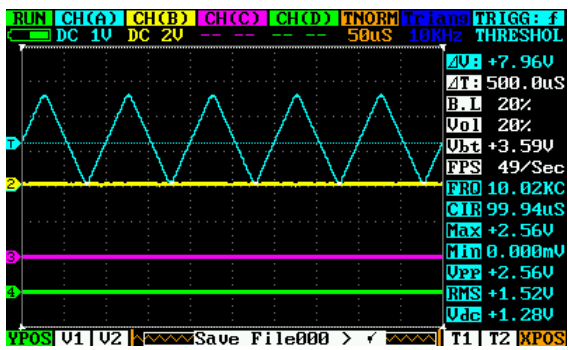 RUN CH(A) CH(B) CH(C) CH(D) TNORM Triang TRIGG: ƒ
DC 1V DC 2V -- -- -- -- 50uS 10KHz THRESHOL
⊿V: +7.96V
⊿T: 500.0uS
B.L 20%
Vol 20%
T
Vbt +3.59V
FPS 49/Sec
2
FRQ 10.02KC
CIR 99.94uS
Max +2.56V
3
Min 0.000mV
Vpp +2.56V
4
RMS +1.52V
Vdc +1.28V
YPOS V1 V2 Save File000 > ✓ T1 T2 XPOS